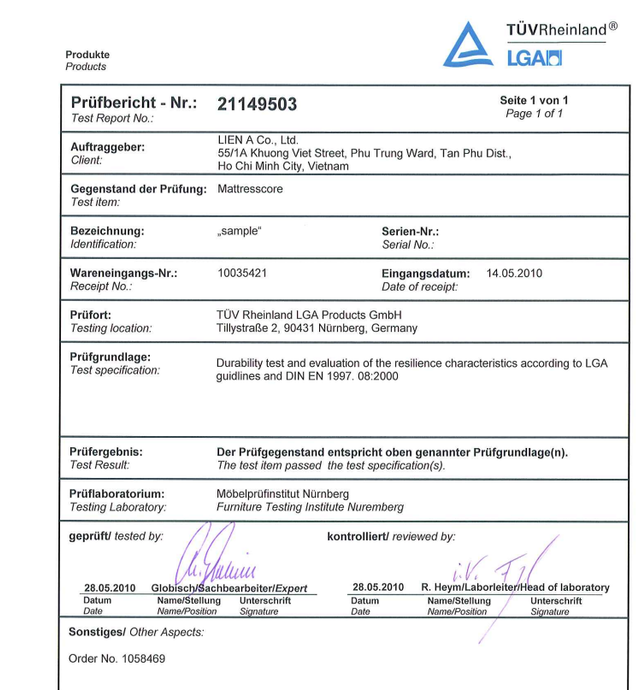 TÜVRheinland®
LGA
Produkte
Products
Prüfbericht - Nr.: 21149503 Seite 1 von 1
Test Report No.: Page 1 of 1
Auftraggeber: LIEN A Co., Ltd.
Client: 55/1A Khuong Viet Street, Phu Trung Ward, Tan Phu Dist.,
Ho Chi Minh City, Vietnam
Gegenstand der Prüfung: Mattresscore
Test item:
Bezeichnung: „sample“ Serien-Nr.:
Identification: Serial No.:
Wareneingangs-Nr.: 10035421 Eingangsdatum: 14.05.2010
Receipt No.: Date of receipt:
Prüfort: TÜV Rheinland LGA Products GmbH
Testing location: Tillystraße 2, 90431 Nürnberg, Germany
Prüfgrundlage:
Test specification: Durability test and evaluation of the resilience characteristics according to LGA
guidlines and DIN EN 1997. 08:2000
Prüfergebnis: Der Prüfgegenstand entspricht oben genannter Prüfgrundlage(n).
Test Result: The test item passed the test specification(s).
Prüflaboratorium: Möbelprüfinstitut Nürnberg
Testing Laboratory: Furniture Testing Institute Nuremberg
geprüft/ tested by: kontrolliert/ reviewed by:
i.V.
28.05.2010 Globisch/Sachbearbeiter/Expert 28.05.2010 R. Heym/Laborleiter/Head of laboratory
Datum Name/Stellung Unterschrift Datum Name/Stellung Unterschrift
Date Name/Position Signature Date Name/Position Signature
Sonstiges/ Other Aspects:
Order No. 1058469